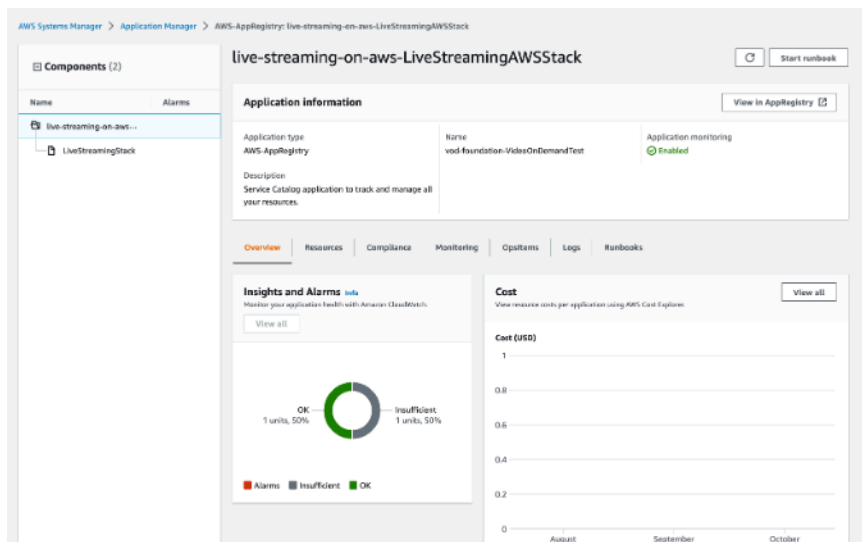 AWS Systems Manager > Application Manager > AWS-AppRegistry: live-streaming-on-aws-LiveStreamingAWSStack
Components (2)
Name Alarms
live-streaming-on-aws-...
LiveStreamingStack
live-streaming-on-aws-LiveStreamingAWSStack
Start runbook
Application information
View in AppRegistry
Application type
AWS-AppRegistry
Name
vod-foundation-VideosOnDemandTest
Application monitoring
Enabled
Description
Service Catalog application to track and manage all
your resources.
Overview Resources Compliance Monitoring OpsItems Logs Runbooks
Insights and Alarms Info
Monitor your application health with Amazon CloudWatch.
View all
OK
1 units, 50%
Insufficient
1 units, 50%
Alarms Insufficient OK
Cost
View resource costs per application using AWS Cost Explorer.
View all
Cost (USD)
1
0.8
0.6
0.4
0.2
0
August September October